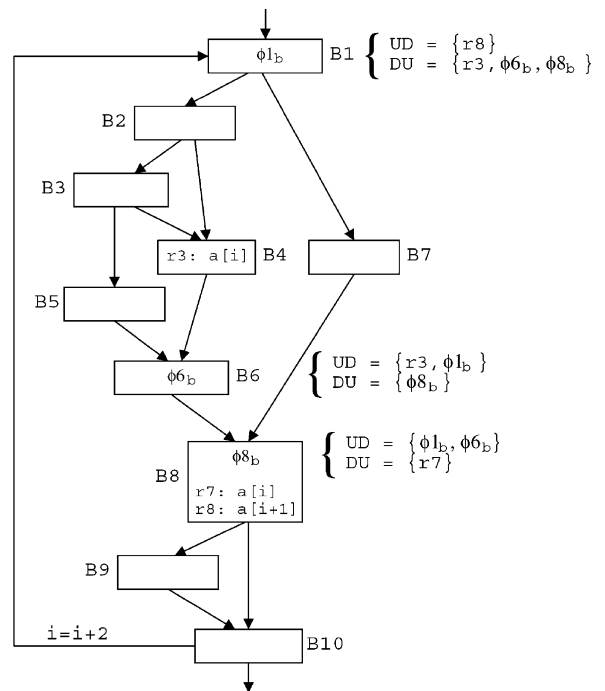 ϕ1b B1 { UD = {r8}
DU = {r3,ϕ6b,ϕ8b }
B2
B3
r3: a[i] B4
B7
B5
ϕ6b B6
{ UD = {r3,ϕ1b }
DU = {ϕ8b }
ϕ8b
{ UD = {ϕ1b,ϕ6b}
DU = {r7}
B8
r7: a[i]
r8: a[i+1]
B9
i=i+2
B10